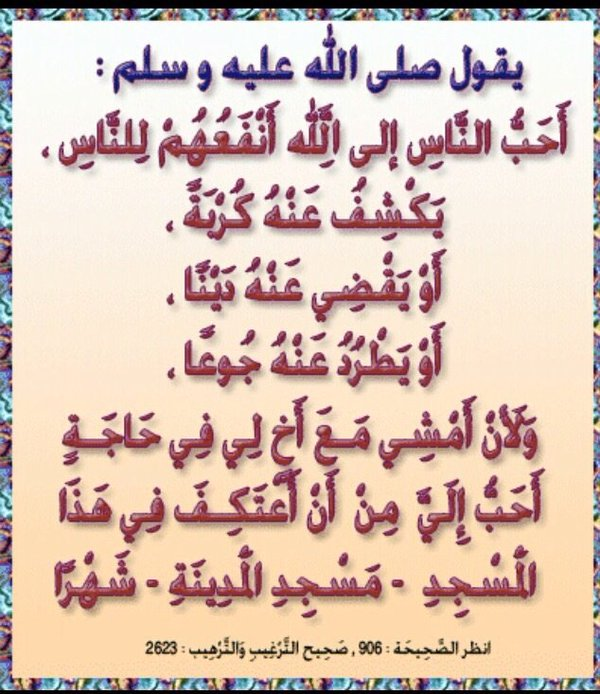 يقول صلى الله عليه و سلم :
أَحَبُّ النَّاسِ إلى اللَّه أَنْفَعُهُمْ لِلنَّاسِ ،
يَكْشِفُ عَنْهُ كُرْبَةً ،
أَوْ يَقْضِي عَنْهُ دَيْنًا ،
أَوْ يَطْرُدُ عَنْهُ جُوعًا ،
وَلَأَنْ أَمْشِي مَعَ أَخٍ لِي فِي حَاجَةٍ
أَحَبُّ إِلَيَّ مِنْ أَنْ أَعْتَكِفَ فِي هَذَا
الْمَسْجِدِ - مَسْجِدِ الْمَدِينَةِ - شَهْرًا
انظر الصَّحِيحَة : 906 , صَحِيح التَّرْغِيبِ وَالتَّرْهِيب : 2623